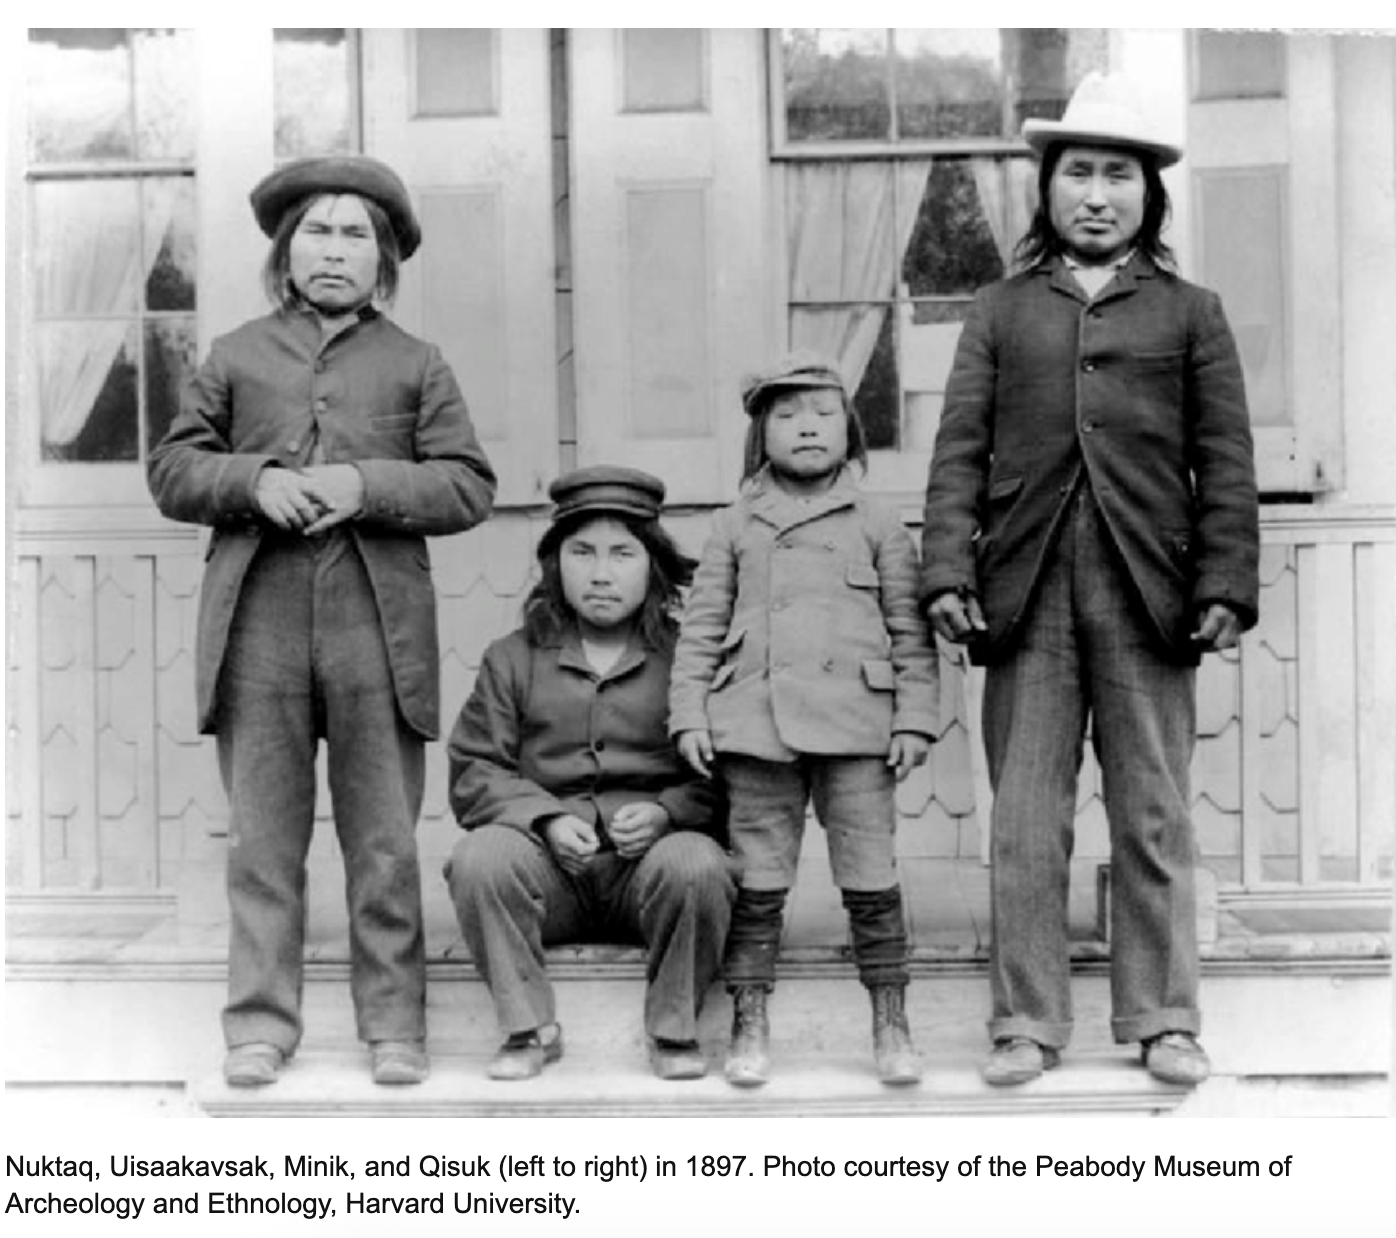 Nuktaq, Uisaakavsak, Minik, and Qisuk (left to right) in 1897. Photo courtesy of the Peabody Museum of
Archeology and Ethnology, Harvard University.